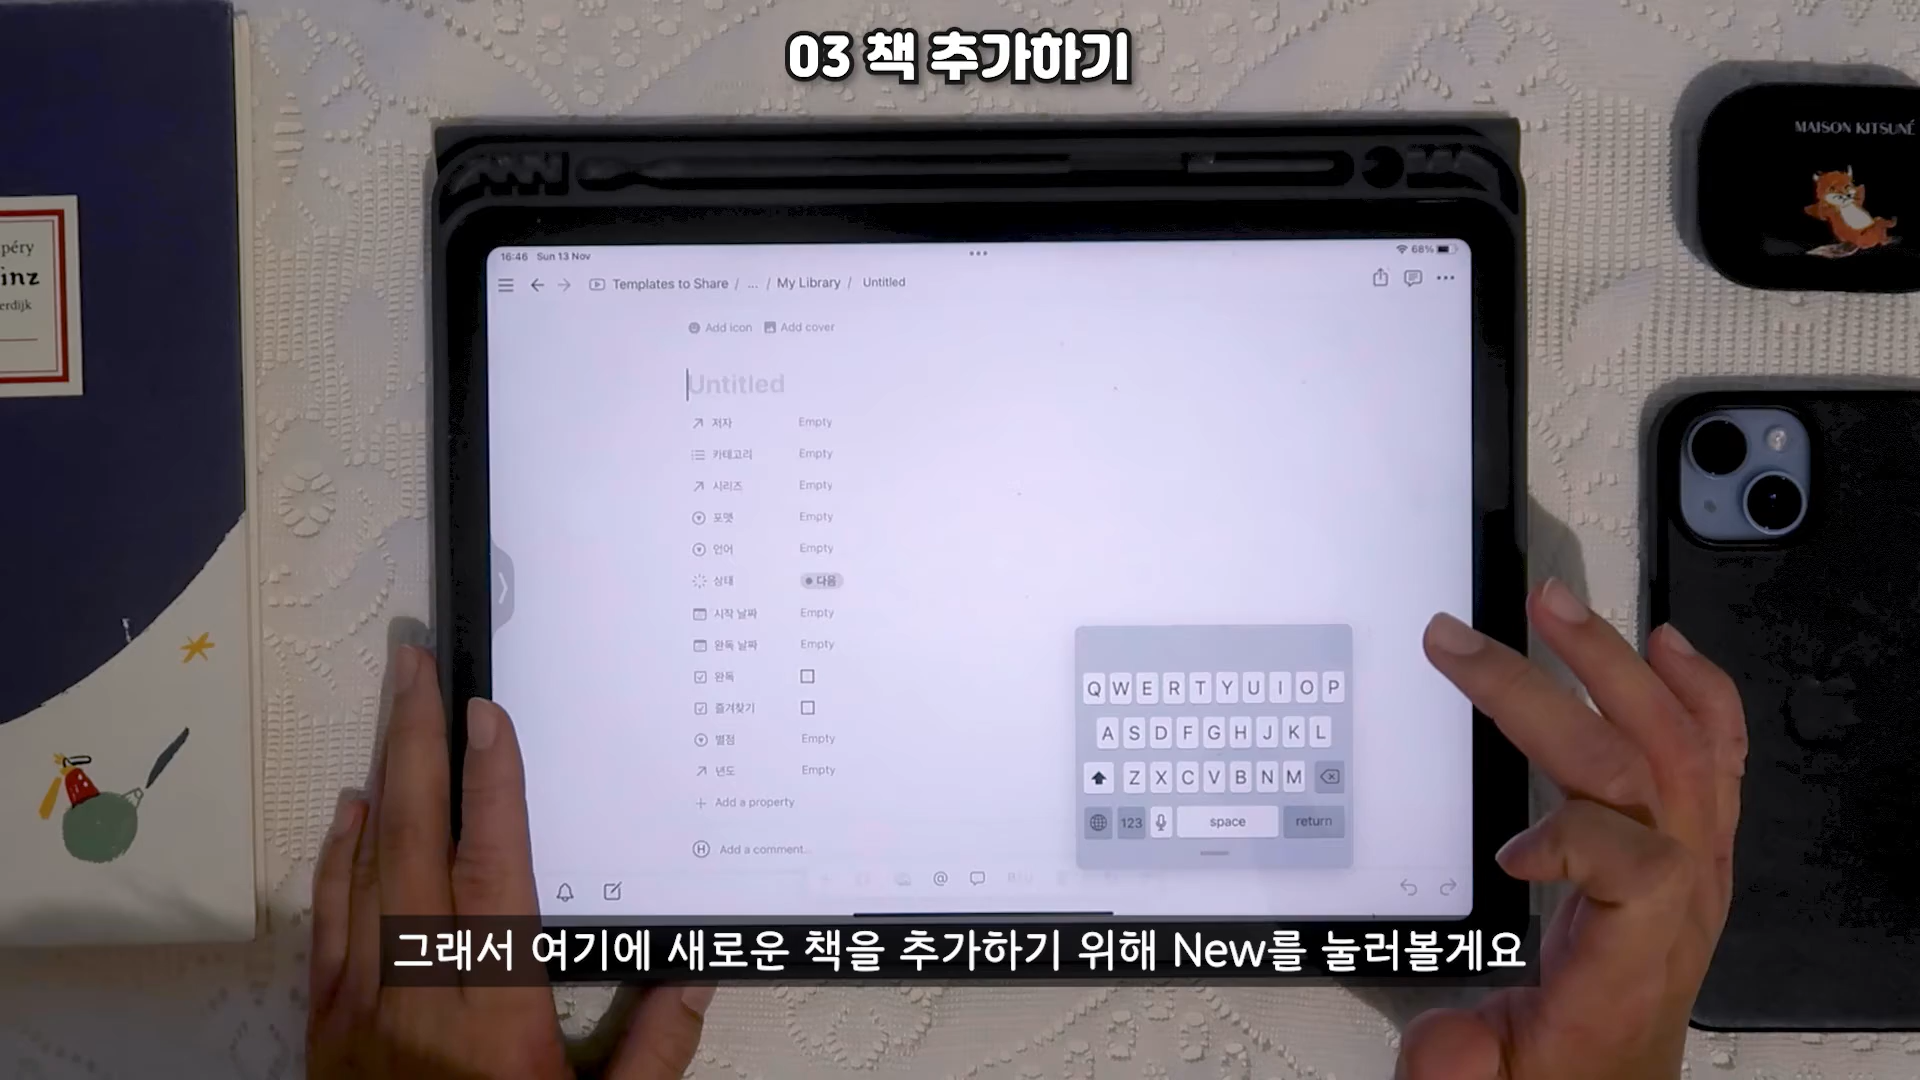 03 책 추가하기
MAISON KITSUNÉ
péry
inz
erdijk
16:46 Sun 13 Nov
68%
Templates to Share / ... / My Library / Untitled
Add icon Add cover
Untitled
저자 Empty
카테고리 Empty
시리즈 Empty
포맷 Empty
언어 Empty
상태 다음
시작 날짜 Empty
완독 날짜 Empty
완독
즐겨찾기
별점 Empty
년도 Empty
Add a property
H Add a comment...
Q W E R T Y U I O P
A S D F G H J K L
Z X C V B N M
123 space return
@
그래서 여기에 새로운 책을 추가하기 위해 New를 눌러볼게요